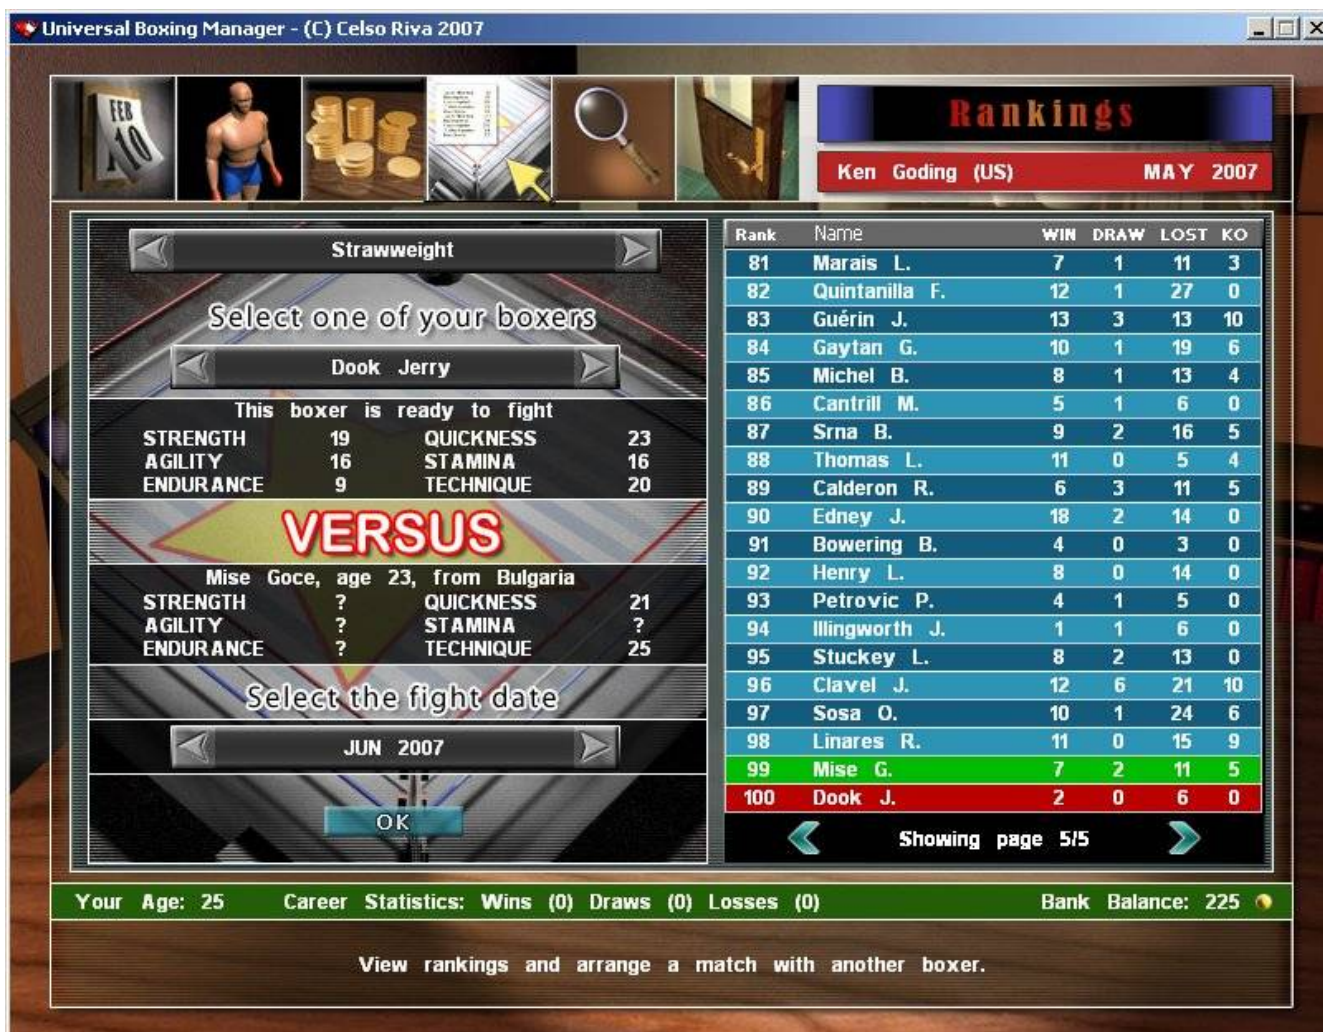 Universal Boxing Manager - (C) Celso Riva 2007
FEB
10
Rankings
Ken Goding (US) MAY 2007
Strawweight
Select one of your boxers
Dook Jerry
This boxer is ready to fight
STRENGTH 19 QUICKNESS 23
AGILITY 16 STAMINA 16
ENDURANCE 9 TECHNIQUE 20
VERSUS
Mise Goce, age 23, from Bulgaria
STRENGTH ? QUICKNESS 21
AGILITY ? STAMINA ?
ENDURANCE ? TECHNIQUE 25
Select the fight date
JUN 2007
OK
Rank Name WIN DRAW LOST KO
81 Marais L. 7 1 11 3
82 Quintanilla F. 12 1 27 0
83 Guérin J. 13 3 13 10
84 Gaytan G. 10 1 19 6
85 Michel B. 8 1 13 4
86 Cantrill M. 5 1 6 0
87 Srna B. 9 2 16 5
88 Thomas L. 11 0 5 4
89 Calderon R. 6 3 11 5
90 Edney J. 18 2 14 0
91 Bowering B. 4 0 3 0
92 Henry L. 8 0 14 0
93 Petrovic P. 4 1 5 0
94 Illingworth J. 1 1 6 0
95 Stuckey L. 8 2 13 0
96 Clavel J. 12 6 21 10
97 Sosa O. 10 1 24 6
98 Linares R. 11 0 15 9
99 Mise G. 7 2 11 5
100 Dook J. 2 0 6 0
Showing page 5/5
Your Age: 25 Career Statistics: Wins (0) Draws (0) Losses (0) Bank Balance: 225
View rankings and arrange a match with another boxer.